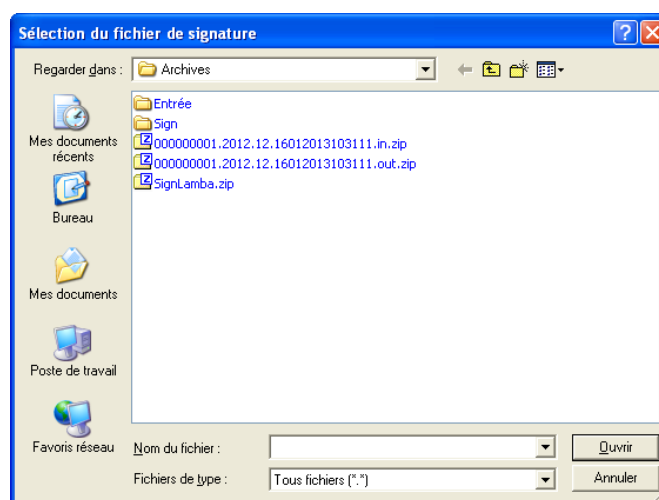 Sélection du fichier de signature
Regarder dans : Archives
Mes documents récents
Bureau
Mes documents
Poste de travail
Favoris réseau
Entrée
Sign
000000001.2012.12.16012013103111.in.zip
000000001.2012.12.16012013103111.out.zip
SignLamba.zip
Nom du fichier : Ouvrir
Fichiers de type : Tous fichiers (*.*) Annuler